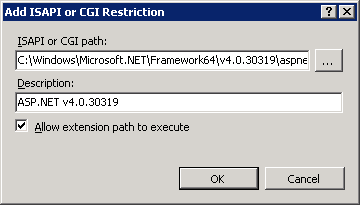 Add ISAPI or CGI Restriction
ISAPI or CGI path:
C:\Windows\Microsoft.NET\Framework64\v4.0.30319\aspne
...
Description:
ASP.NET v4.0.30319
Allow extension path to execute
OK
Cancel